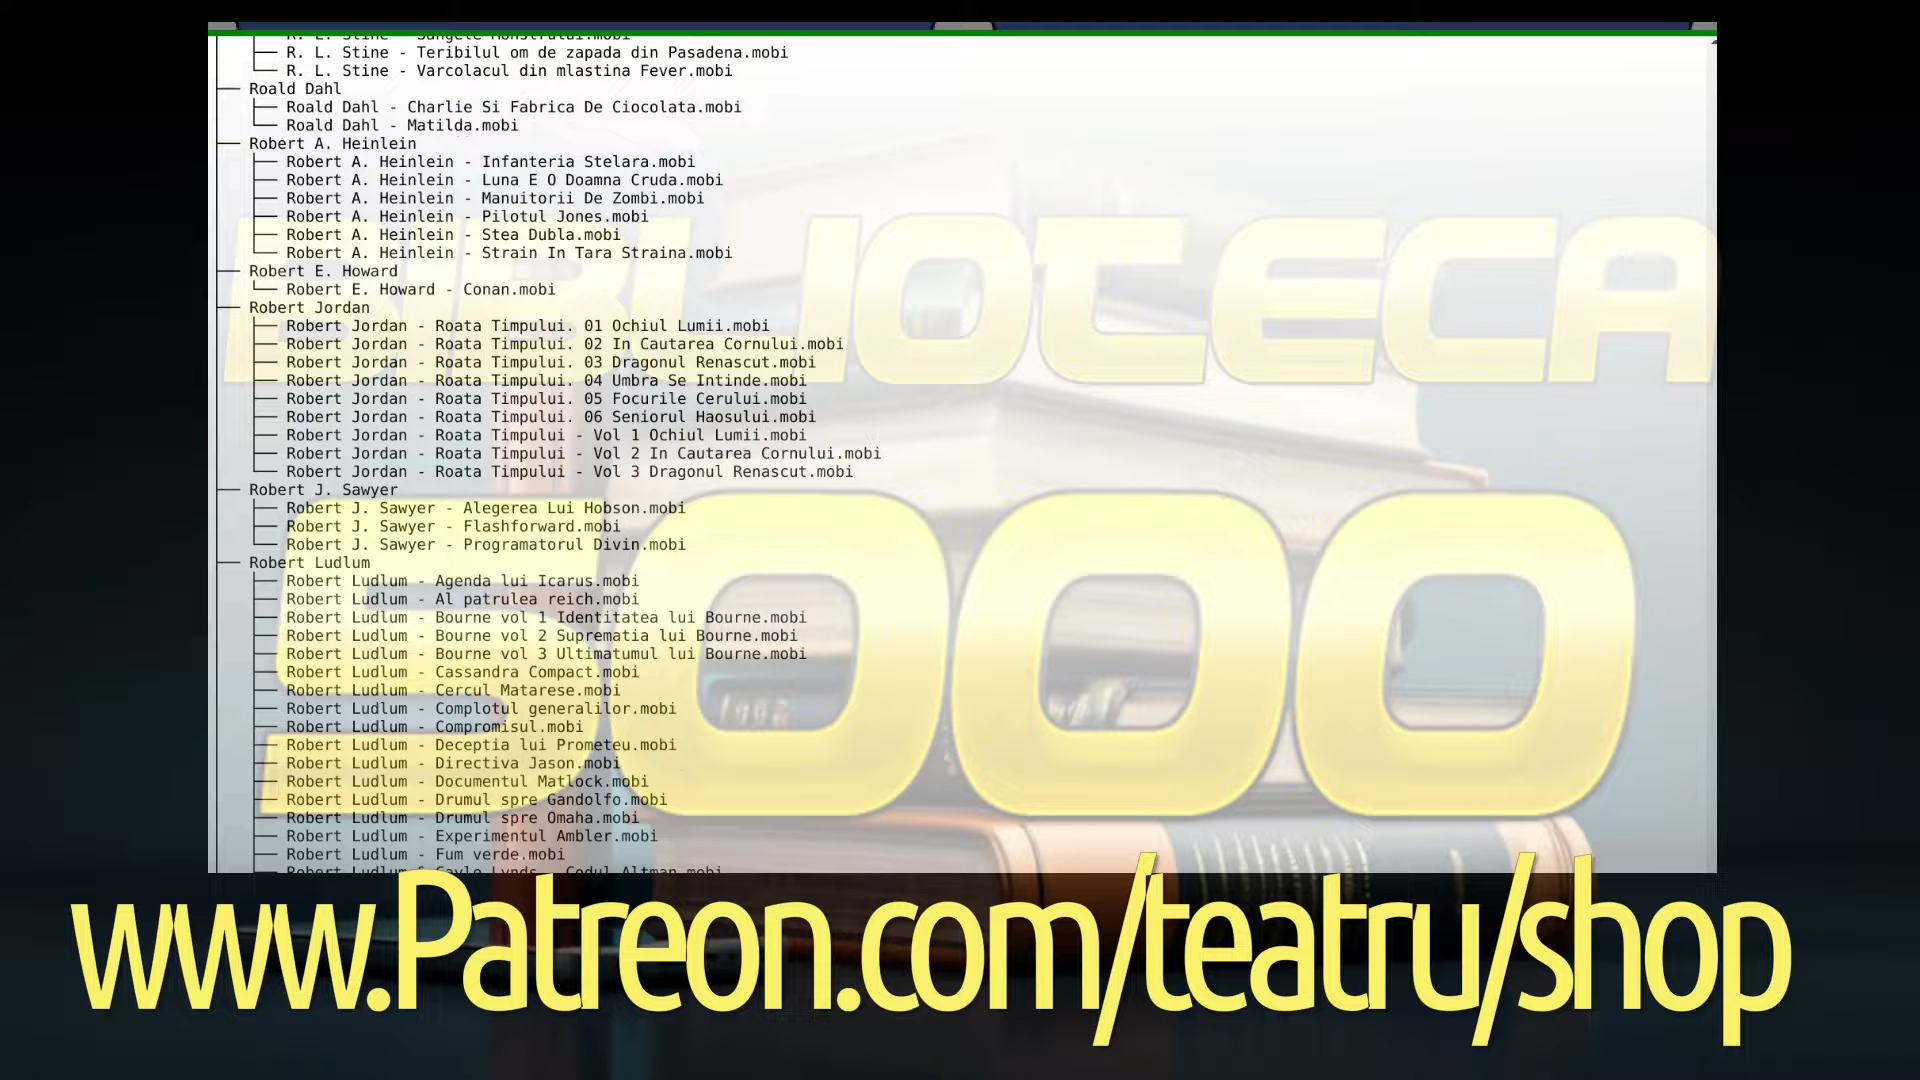 R. L. Stine - Sangele Monstrului.mobi
R. L. Stine - Teribilul om de zapada din Pasadena.mobi
R. L. Stine - Varcolacul din mlastina Fever.mobi
Roald Dahl
Roald Dahl - Charlie Si Fabrica De Ciocolata.mobi
Roald Dahl - Matilda.mobi
Robert A. Heinlein
Robert A. Heinlein - Infanteria Stelara.mobi
Robert A. Heinlein - Luna E O Doamna Cruda.mobi
Robert A. Heinlein - Manuitorii De Zombi.mobi
Robert A. Heinlein - Pilotul Jones.mobi
Robert A. Heinlein - Stea Dubla.mobi
Robert A. Heinlein - Strain In Tara Straina.mobi
Robert E. Howard
Robert E. Howard - Conan.mobi
Robert Jordan
Robert Jordan - Roata Timpului. 01 Ochiul Lumii.mobi
Robert Jordan - Roata Timpului. 02 In Cautarea Cornului.mobi
Robert Jordan - Roata Timpului. 03 Dragonul Renascut.mobi
Robert Jordan - Roata Timpului. 04 Umbra Se Intinde.mobi
Robert Jordan - Roata Timpului. 05 Focurile Cerului.mobi
Robert Jordan - Roata Timpului. 06 Seniorul Haosului.mobi
Robert Jordan - Roata Timpului - Vol 1 Ochiul Lumii.mobi
Robert Jordan - Roata Timpului - Vol 2 In Cautarea Cornului.mobi
Robert Jordan - Roata Timpului - Vol 3 Dragonul Renascut.mobi
Robert J. Sawyer
Robert J. Sawyer - Alegerea Lui Hobson.mobi
Robert J. Sawyer - Flashforward.mobi
Robert J. Sawyer - Programatorul Divin.mobi
Robert Ludlum
Robert Ludlum - Agenda lui Icarus.mobi
Robert Ludlum - Al patrulea reich.mobi
Robert Ludlum - Bourne vol 1 Identitatea lui Bourne.mobi
Robert Ludlum - Bourne vol 2 Suprematia lui Bourne.mobi
Robert Ludlum - Bourne vol 3 Ultimatumul lui Bourne.mobi
Robert Ludlum - Cassandra Compact.mobi
Robert Ludlum - Cercul Matarese.mobi
Robert Ludlum - Complotul generalilor.mobi
Robert Ludlum - Compromisul.mobi
Robert Ludlum - Deceptia lui Prometeu.mobi
Robert Ludlum - Directiva Jason.mobi
Robert Ludlum - Documentul Matlock.mobi
Robert Ludlum - Drumul spre Gandolfo.mobi
Robert Ludlum - Drumul spre Omaha.mobi
Robert Ludlum - Experimentul Ambler.mobi
Robert Ludlum - Fum verde.mobi
Robert Ludlum & Gayle Lynds - Codul Altman.mobi
BIBLIOTECA
5000
www.Patreon.com/teatru/shop